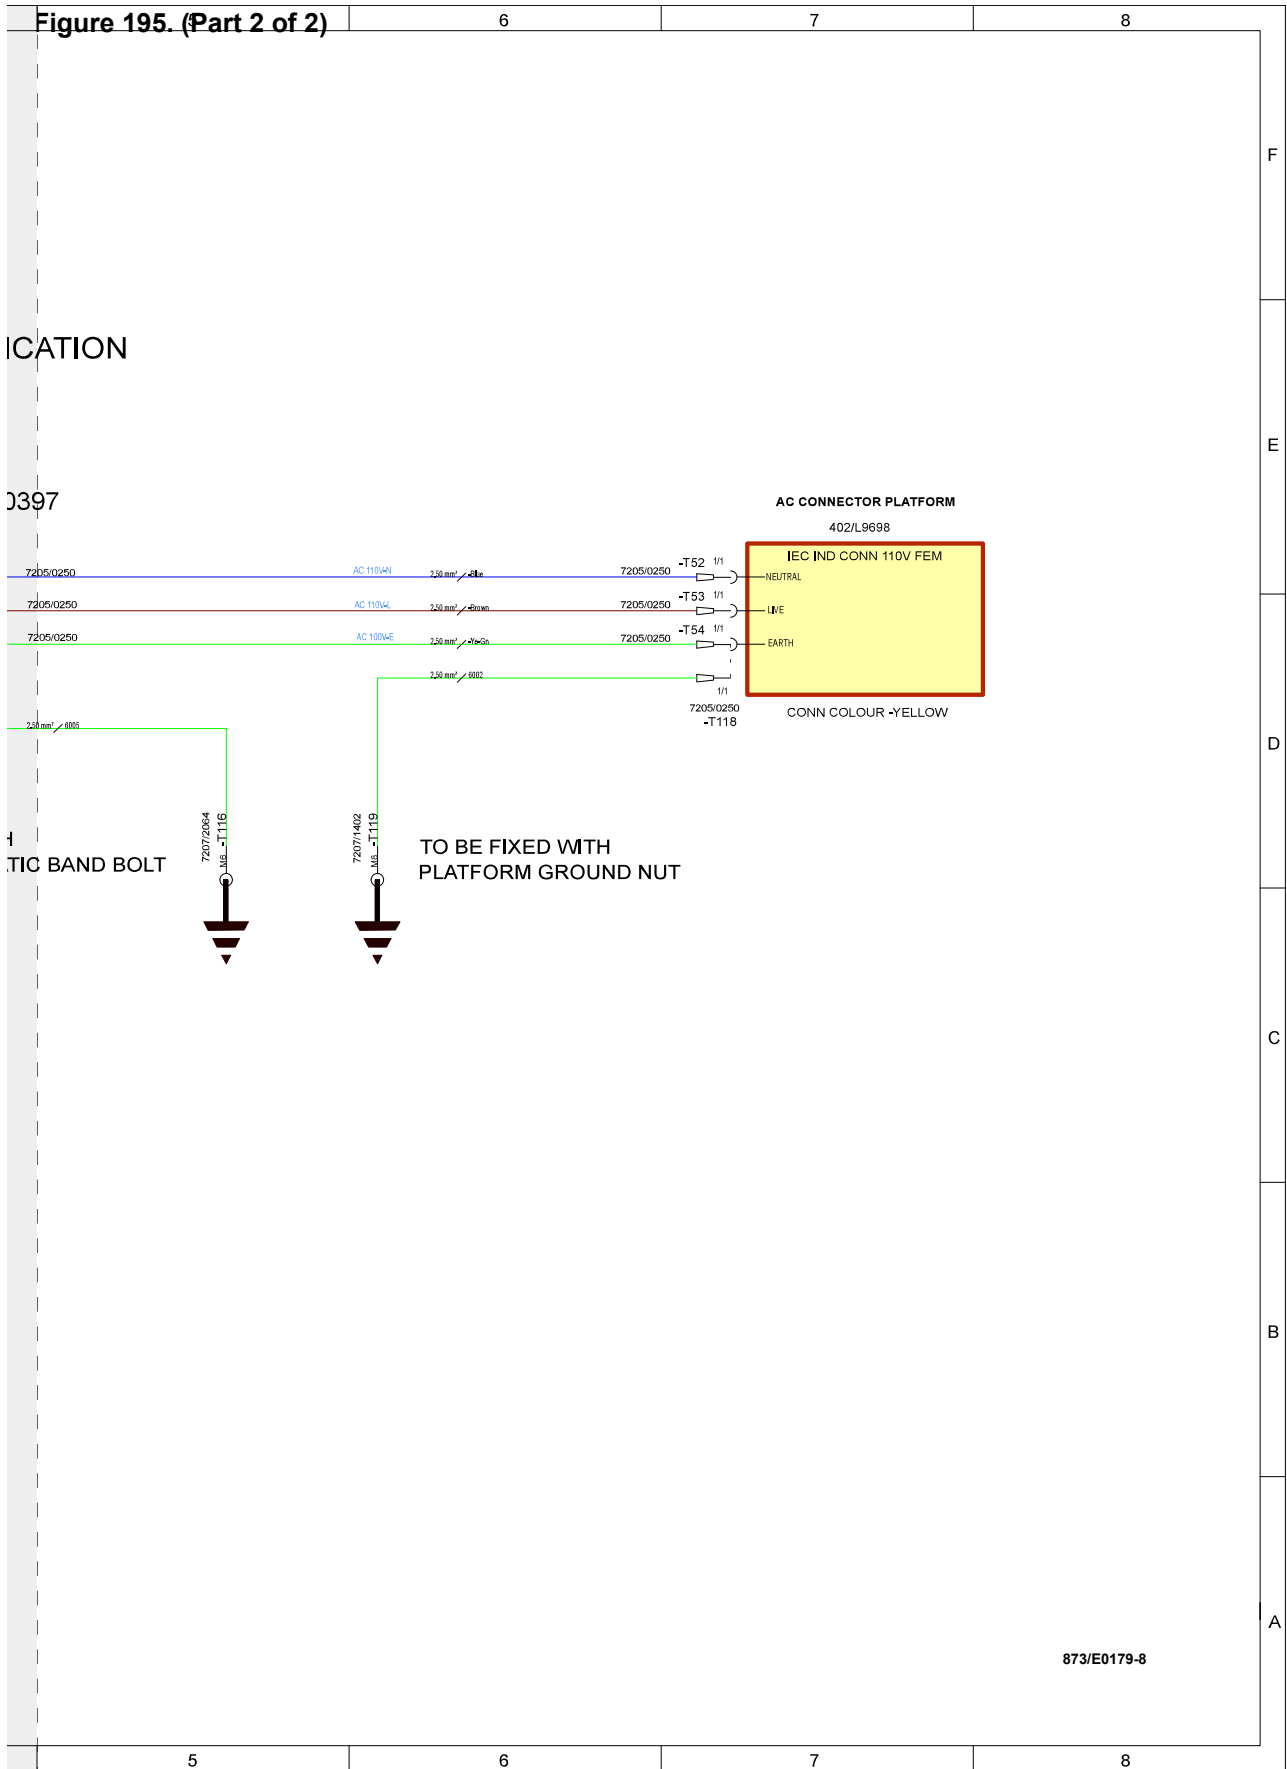 Figure 195. (Part 2 of 2)
5 6 7 8
F
ICATION
E
0397
AC CONNECTOR PLATFORM
402/L9698
IEC IND CONN 110V FEM
7205/0250 AC 110V-N 2,50 mm² -Blue 7205/0250 -T52 1/1 NEUTRAL
7205/0250 AC 110V-L 2,50 mm² -Brown 7205/0250 -T53 1/1 LIVE
7205/0250 AC 100V-E 2,50 mm² -Ye-Gn 7205/0250 -T54 1/1 EARTH
2,50 mm² 6002
1/1
7205/0250
-T118
CONN COLOUR -YELLOW
2,50 mm² 6005
D
7207/2064
-T116
M6
7207/1402
-T119
M8
H
TIC BAND BOLT
TO BE FIXED WITH
PLATFORM GROUND NUT
C
B
A
873/E0179-8
5 6 7 8